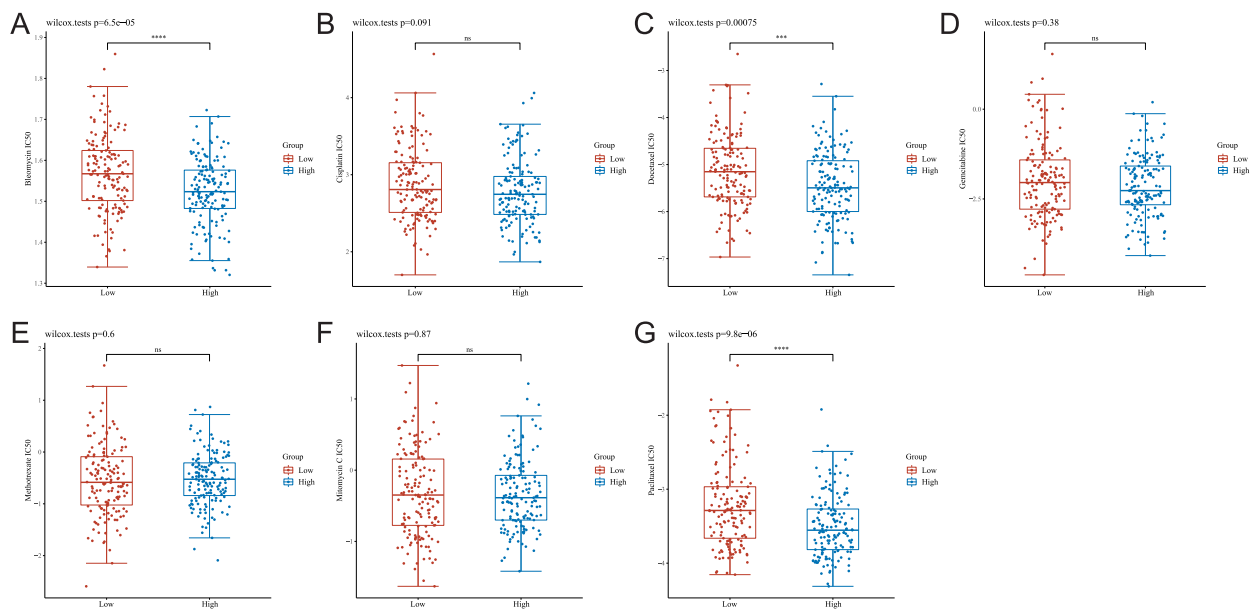 A
wilcox.tests p=6.5e−05
****
Bleomycin IC50
1.9
1.8
1.7
1.6
1.5
1.4
1.3
Low
High
Group
Low
High
B
wilcox.tests p=0.091
ns
Cisplatin IC50
4
3
2
Low
High
Group
Low
High
C
wilcox.tests p=0.00075
***
Docetaxel IC50
−3
−4
−5
−6
−7
Low
High
Group
Low
High
D
wilcox.tests p=0.38
ns
Gemcitabine IC50
0.0
−2.5
Low
High
Group
Low
High
E
wilcox.tests p=0.6
ns
Methotrexate IC50
2
1
0
−1
−2
Low
High
Group
Low
High
F
wilcox.tests p=0.87
ns
Mitomycin C IC50
1
0
−1
Low
High
Group
Low
High
G
wilcox.tests p=9.8e−06
****
Paclitaxel IC50
−2
−3
−4
Low
High
Group
Low
High